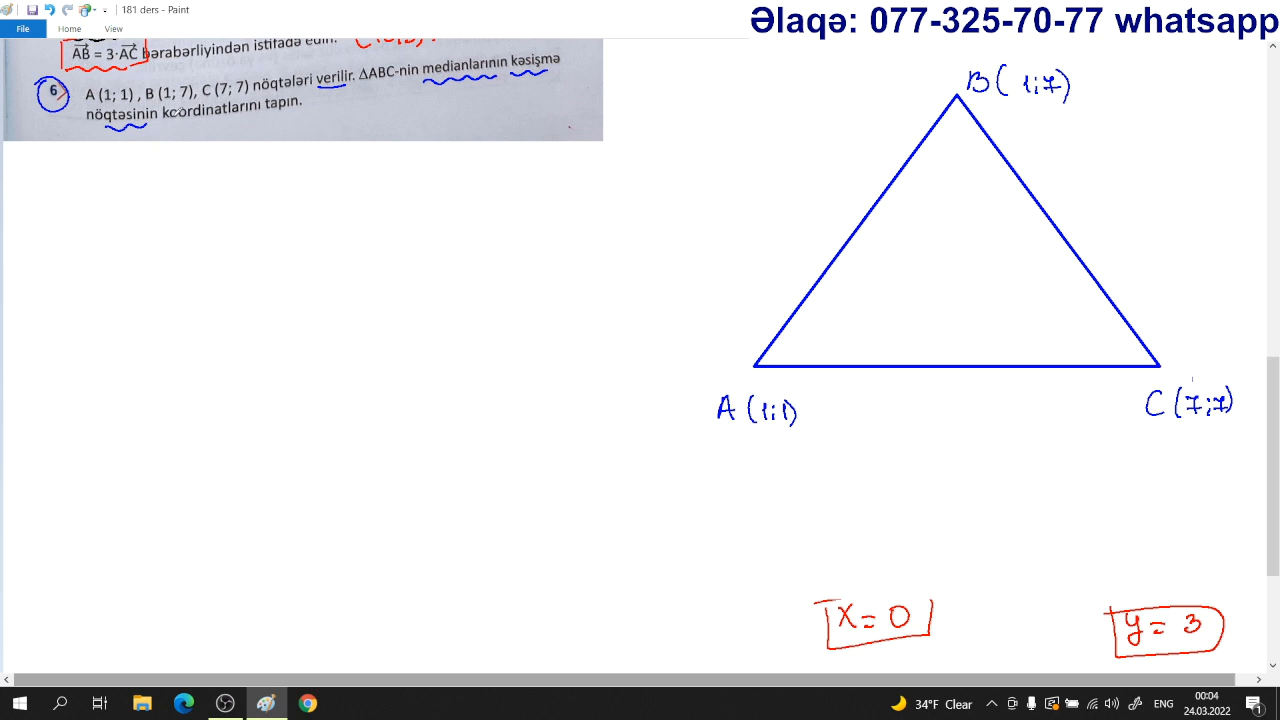 181 ders - Paint
Əlaqə: 077-325-70-77 whatsapp
File Home View
AB = 3·AC bərabərliyindən istifadə edin.
6 A (1; 1) , B (1; 7), C (7; 7) nöqtələri verilir. ΔABC-nin medianlarının kəsişmə
nöqtəsinin koordinatlarını tapın.
B ( 1;7)
A (1;1)
C (7;7)
x = 0
y = 3
34°F Clear
ENG
00:04
24.03.2022
1